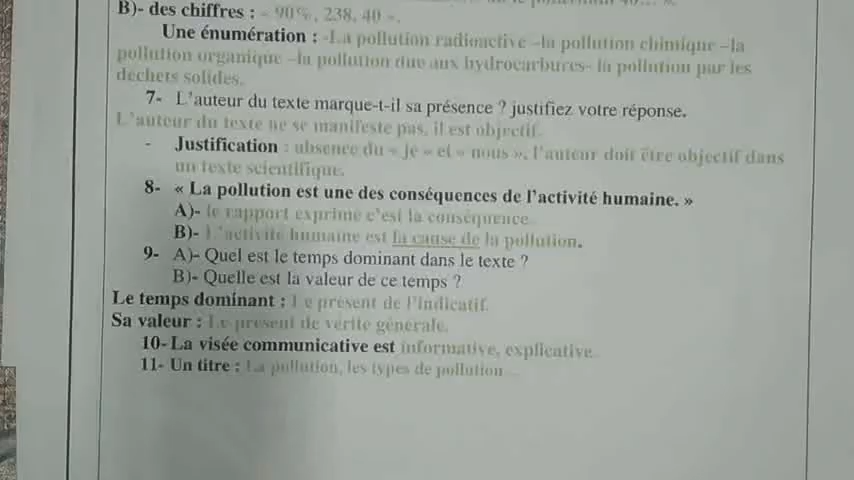 B)- des chiffres : « 90%, 238, 40 ».
Une énumération : -La pollution radioactive –la pollution chimique –la
pollution organique –la pollution due aux hydrocarbures- la pollution par les
déchets solides.
7- L'auteur du texte marque-t-il sa présence ? justifiez votre réponse.
L'auteur du texte ne se manifeste pas, il est objectif.
- Justification : absence du « je » et « nous », l'auteur doit être objectif dans
un texte scientifique.
8- « La pollution est une des conséquences de l'activité humaine. »
A)- le rapport exprimé c'est la conséquence.
B)- L'activité humaine est la cause de la pollution.
9- A)- Quel est le temps dominant dans le texte ?
B)- Quelle est la valeur de ce temps ?
Le temps dominant : Le présent de l'indicatif.
Sa valeur : Le présent de vérité générale.
10- La visée communicative est informative, explicative.
11- Un titre : La pollution, les types de pollution...